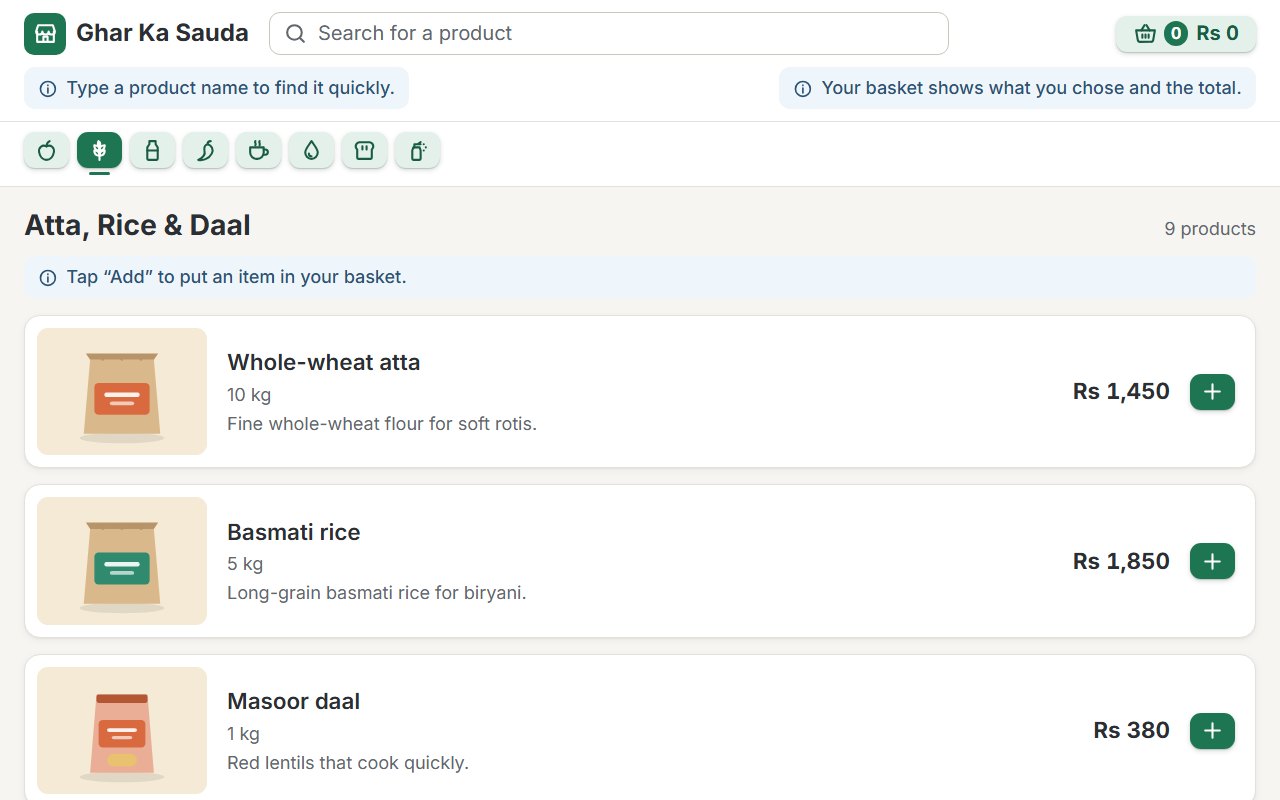 Ghar Ka Sauda
Search for a product
0 Rs 0
Type a product name to find it quickly.
Your basket shows what you chose and the total.
Atta, Rice & Daal
9 products
Tap “Add” to put an item in your basket.
Whole-wheat atta
10 kg
Fine whole-wheat flour for soft rotis.
Rs 1,450
Basmati rice
5 kg
Long-grain basmati rice for biryani.
Rs 1,850
Masoor daal
1 kg
Red lentils that cook quickly.
Rs 380